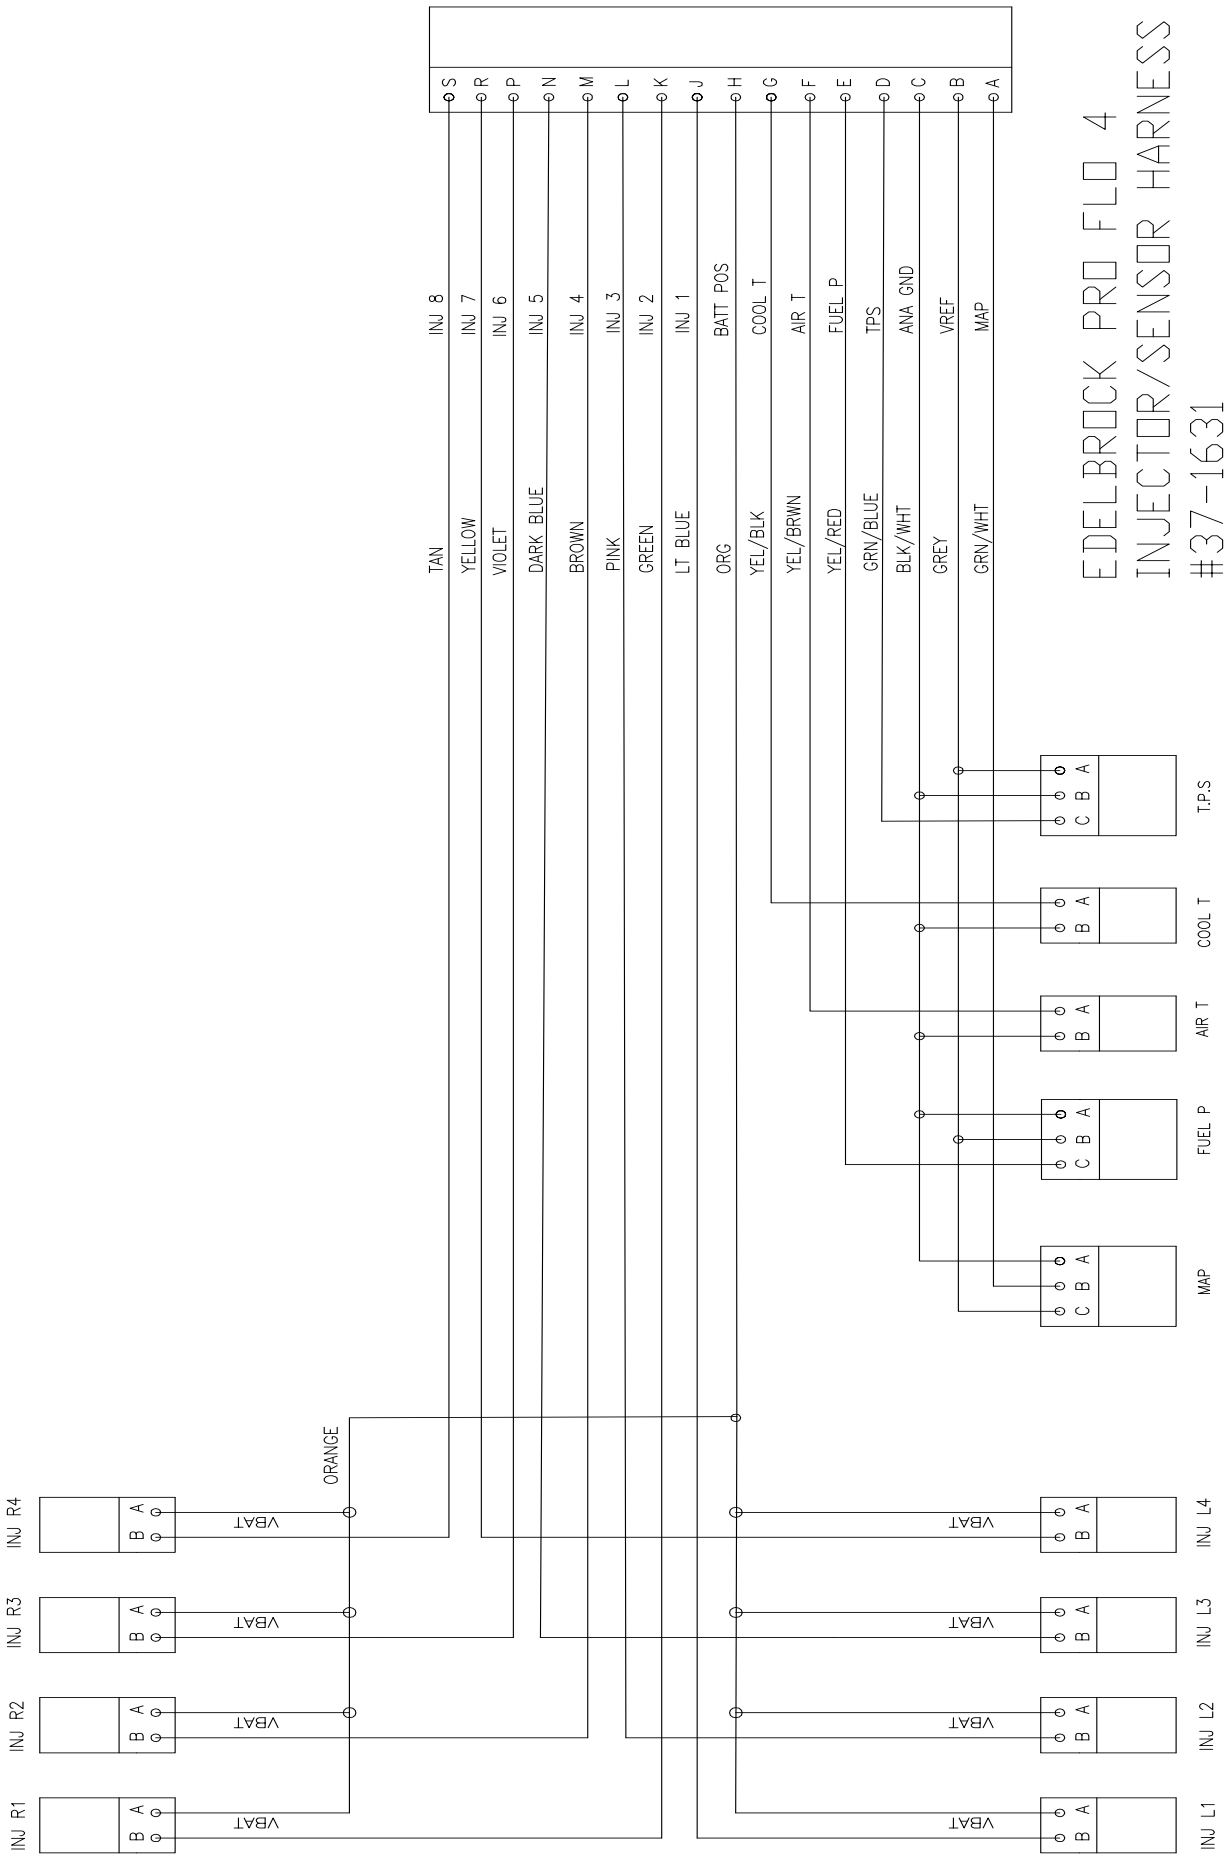 EDELBROCK PRO FLO 4
INJECTOR/SENSOR HARNESS
#37-1631
S
R
P
N
M
L
K
J
H
G
F
E
D
C
B
A
TAN INJ 8
YELLOW INJ 7
VIOLET INJ 6
DARK BLUE INJ 5
BROWN INJ 4
PINK INJ 3
GREEN INJ 2
LT BLUE INJ 1
ORG BATT POS
YEL/BLK COOL T
YEL/BRWN AIR T
YEL/RED FUEL P
GRN/BLUE TPS
BLK/WHT ANA GND
GREY VREF
GRN/WHT MAP
ORANGE
INJ R1
B A
VBAT
INJ R2
B A
VBAT
INJ R3
B A
VBAT
INJ R4
B A
VBAT
INJ L1
B A
VBAT
INJ L2
B A
VBAT
INJ L3
B A
VBAT
INJ L4
B A
VBAT
MAP
C B A
FUEL P
C B A
AIR T
B A
COOL T
B A
T.P.S
C B A